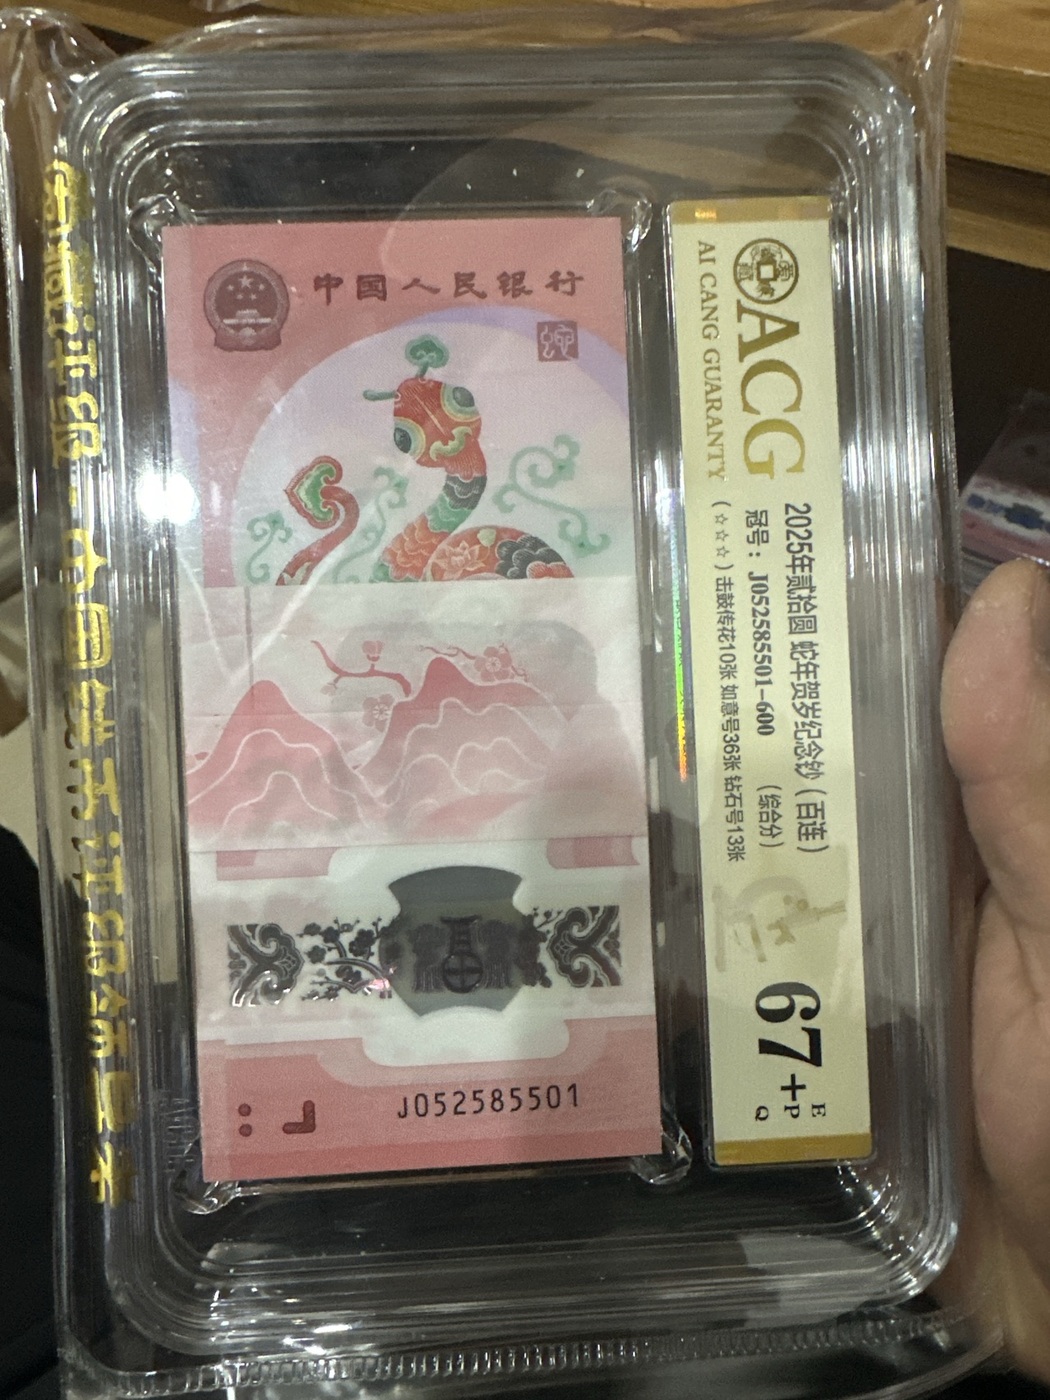 中国人民银行
J052585501
ACG
AI CANG GUARANTY
2025年贰拾圆 蛇年贺岁纪念钞（百连）
冠号：J052585501-600 （综合分）
（☆☆☆）击鼓传花10张 如意号36张 钻石号13张
67+
E
P
Q